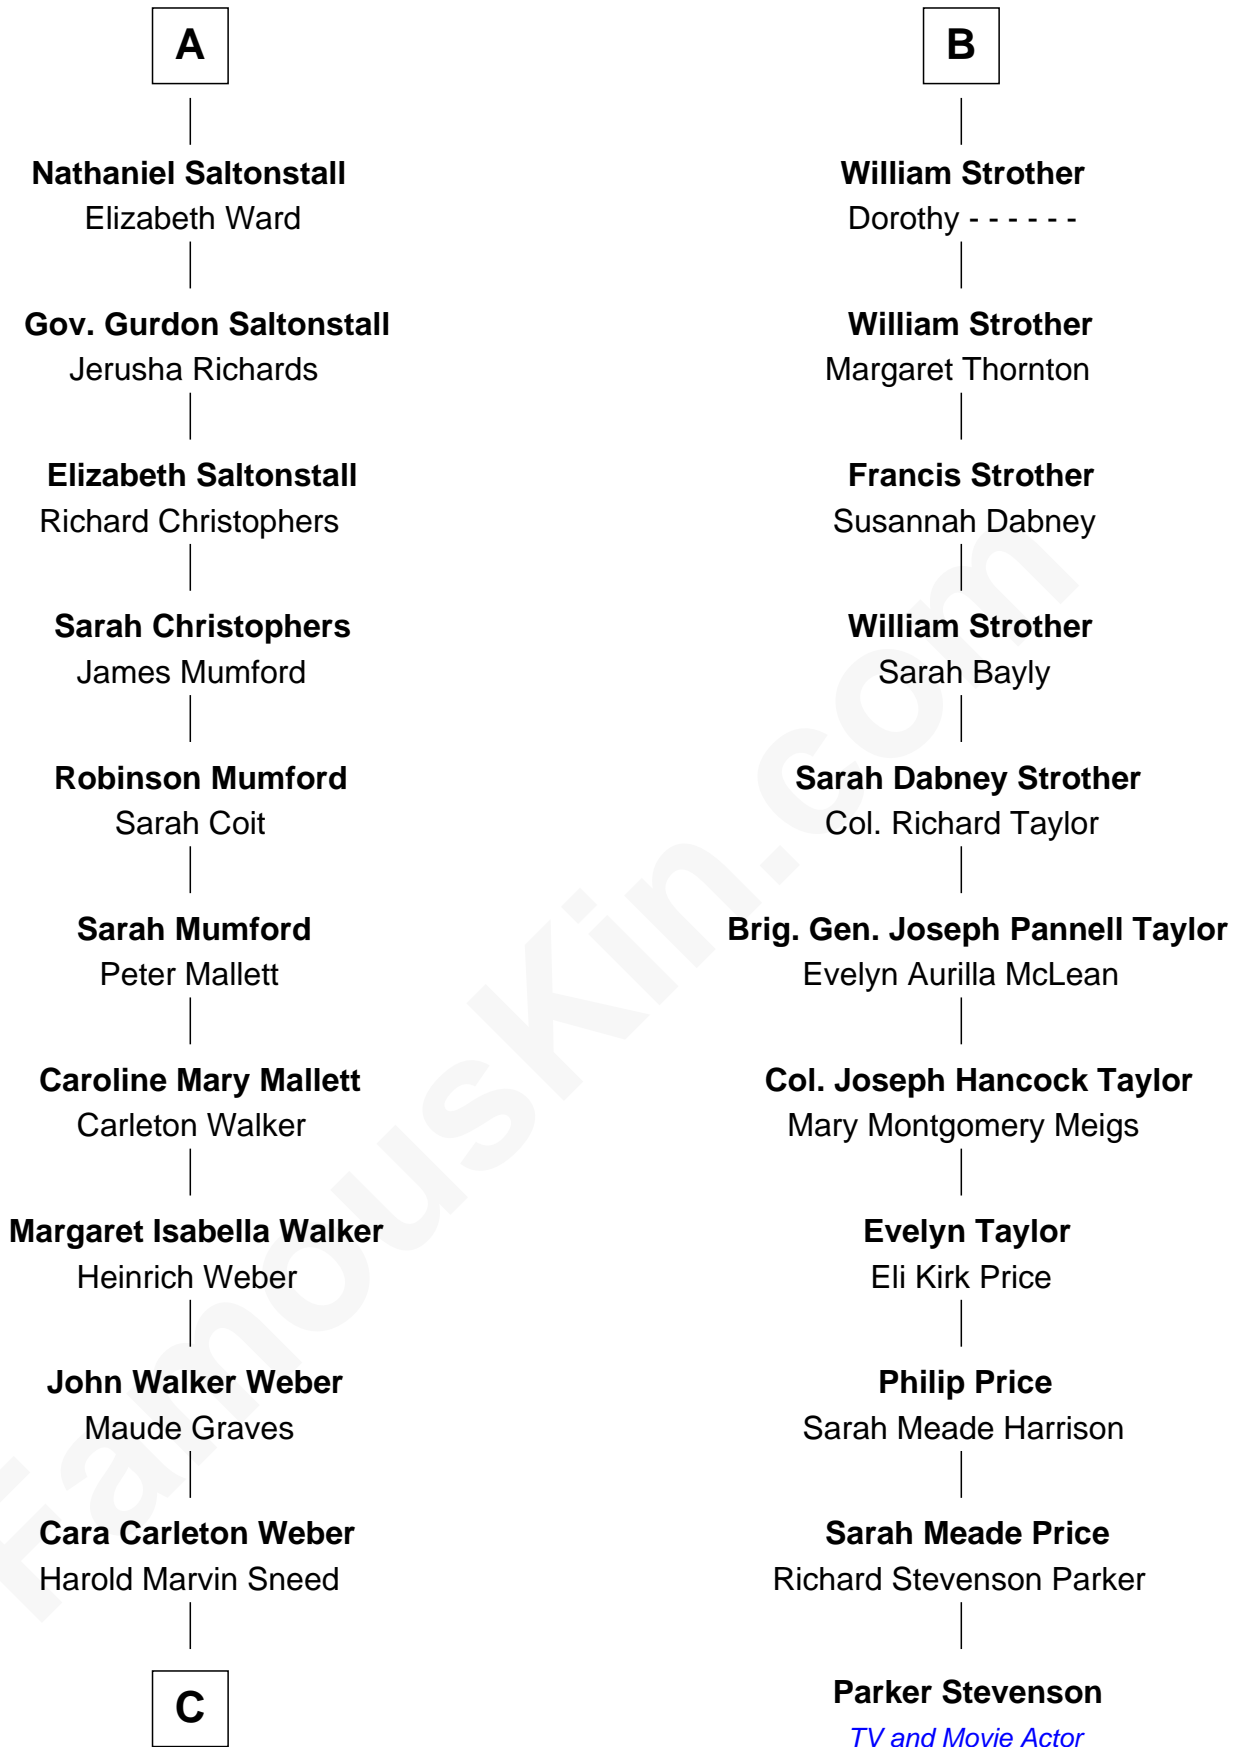 A
Nathaniel Saltonstall
Elizabeth Ward
Gov. Gurdon Saltonstall
Jerusha Richards
Elizabeth Saltonstall
Richard Christophers
Sarah Christophers
James Mumford
Robinson Mumford
Sarah Coit
Sarah Mumford
Peter Mallett
Caroline Mary Mallett
Carleton Walker
Margaret Isabella Walker
Heinrich Weber
John Walker Weber
Maude Graves
Cara Carleton Weber
Harold Marvin Sneed
C
B
William Strother
Dorothy - - - - - -
William Strother
Margaret Thornton
Francis Strother
Susannah Dabney
William Strother
Sarah Bayly
Sarah Dabney Strother
Col. Richard Taylor
Brig. Gen. Joseph Pannell Taylor
Evelyn Aurilla McLean
Col. Joseph Hancock Taylor
Mary Montgomery Meigs
Evelyn Taylor
Eli Kirk Price
Philip Price
Sarah Meade Harrison
Sarah Meade Price
Richard Stevenson Parker
Parker Stevenson
TV and Movie Actor
FamousKin.com